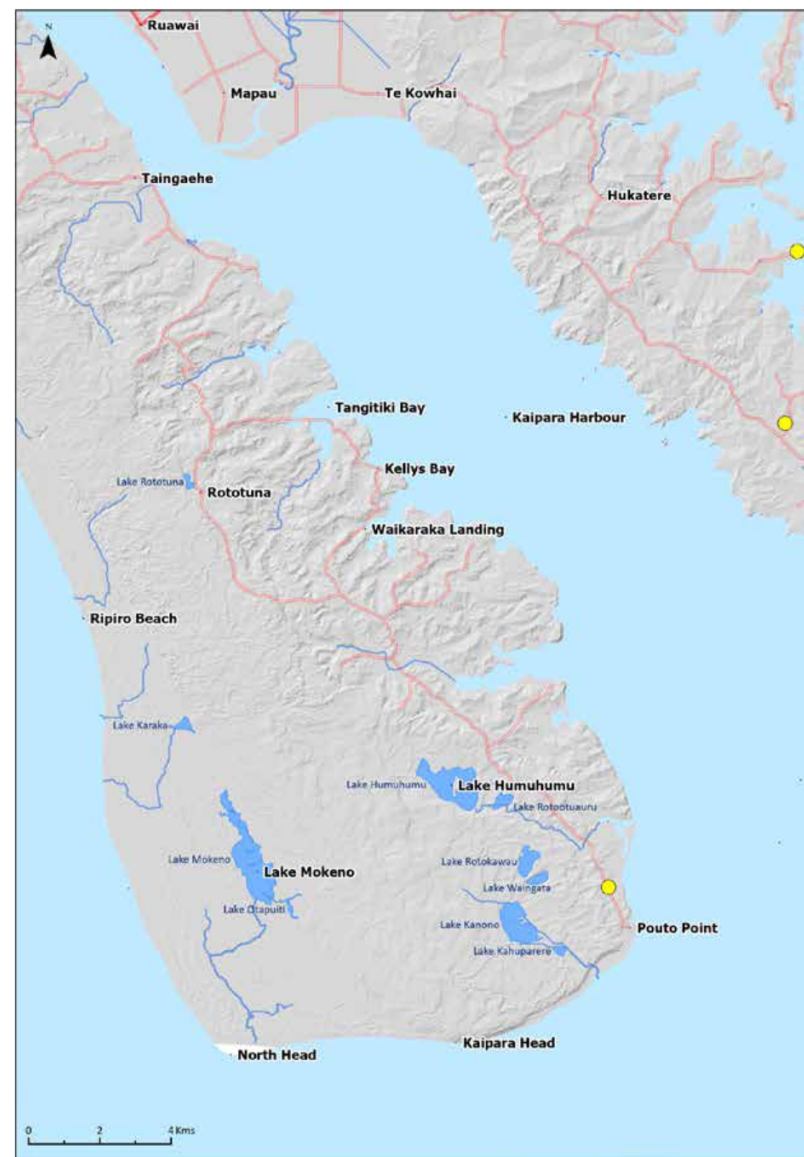 Ruawai
N
Mapau
Te Kowhai
Taingaehe
Hukatere
Tangitiki Bay
Kaipara Harbour
Kellys Bay
Lake Rototuna
Rototuna
Waikaraka Landing
Ripiro Beach
Lake Karaka
Lake Humuhumu
Lake Humuhumu
Lake Rotootuauru
Lake Mokeno
Lake Rotokawau
Lake Mokeno
Lake Waingata
Lake Otapuiti
Lake Kanono
Pouto Point
Lake Kahuparere
Kaipara Head
North Head
0 2 4 Kms